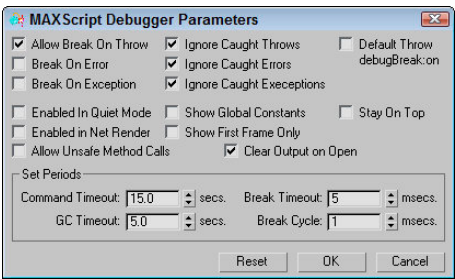 MAXScript Debugger Parameters
Allow Break On Throw Ignore Caught Throws Default Throw
debugBreak:on
Break On Error Ignore Caught Errors
Break On Exception Ignore Caught Execeptions
Enabled In Quiet Mode Show Global Constants Stay On Top
Enabled in Net Render Show First Frame Only
Allow Unsafe Method Calls Clear Output on Open
Set Periods
Command Timeout: 15.0 secs. Break Timeout: 5 msecs.
GC Timeout: 5.0 secs. Break Cycle: 1 msecs.
Reset OK Cancel